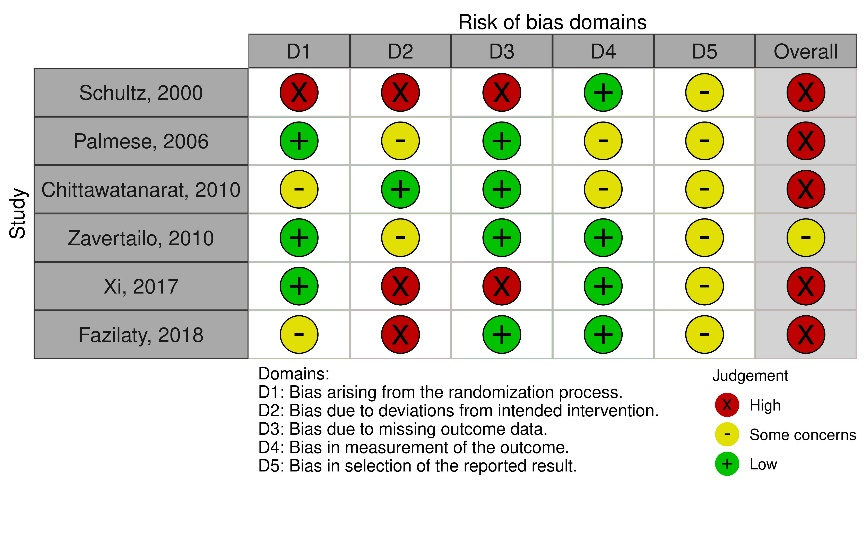 Risk of bias domains
D1 D2 D3 D4 D5 Overall
Study
Schultz, 2000 X X X + - X
Palmese, 2006 + - + - - X
Chittawatanarat, 2010 - + + - - X
Zavertailo, 2010 + - + + - -
Xi, 2017 + X X + - X
Fazilaty, 2018 - X + + - X
Domains:
D1: Bias arising from the randomization process.
D2: Bias due to deviations from intended intervention.
D3: Bias due to missing outcome data.
D4: Bias in measurement of the outcome.
D5: Bias in selection of the reported result.
Judgement
X High
- Some concerns
+ Low